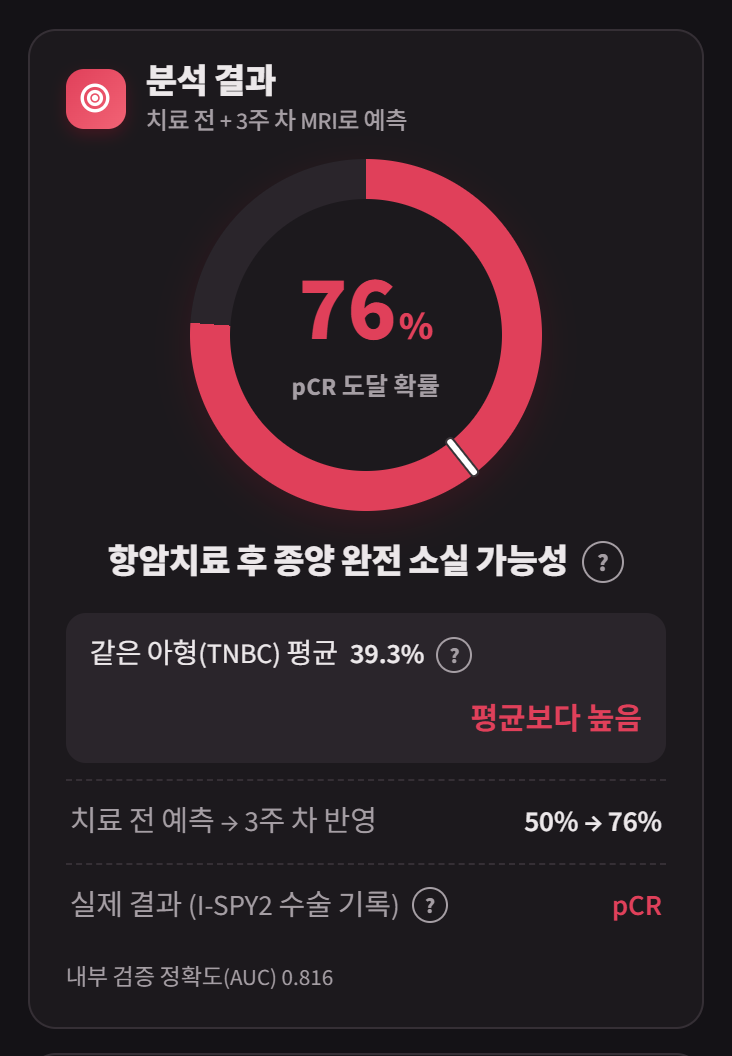 분석 결과
치료 전 + 3주 차 MRI로 예측
76%
pCR 도달 확률
항암치료 후 종양 완전 소실 가능성 ?
같은 아형(TNBC) 평균 39.3% ?
평균보다 높음
치료 전 예측 → 3주 차 반영 50% → 76%
실제 결과 (I-SPY2 수술 기록) ? pCR
내부 검증 정확도(AUC) 0.816